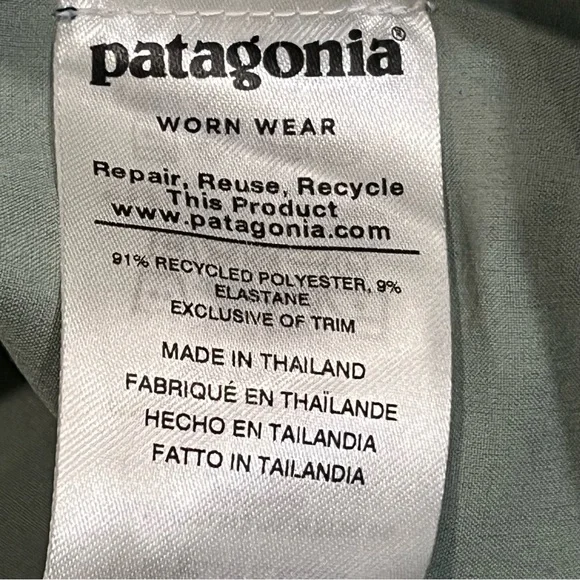 patagonia®
WORN WEAR
Repair, Reuse, Recycle
This Product
www.patagonia.com
91% RECYCLED POLYESTER, 9%
ELASTANE
EXCLUSIVE OF TRIM
MADE IN THAILAND
FABRIQUÉ EN THAÏLANDE
HECHO EN TAILANDIA
FATTO IN TAILANDIA